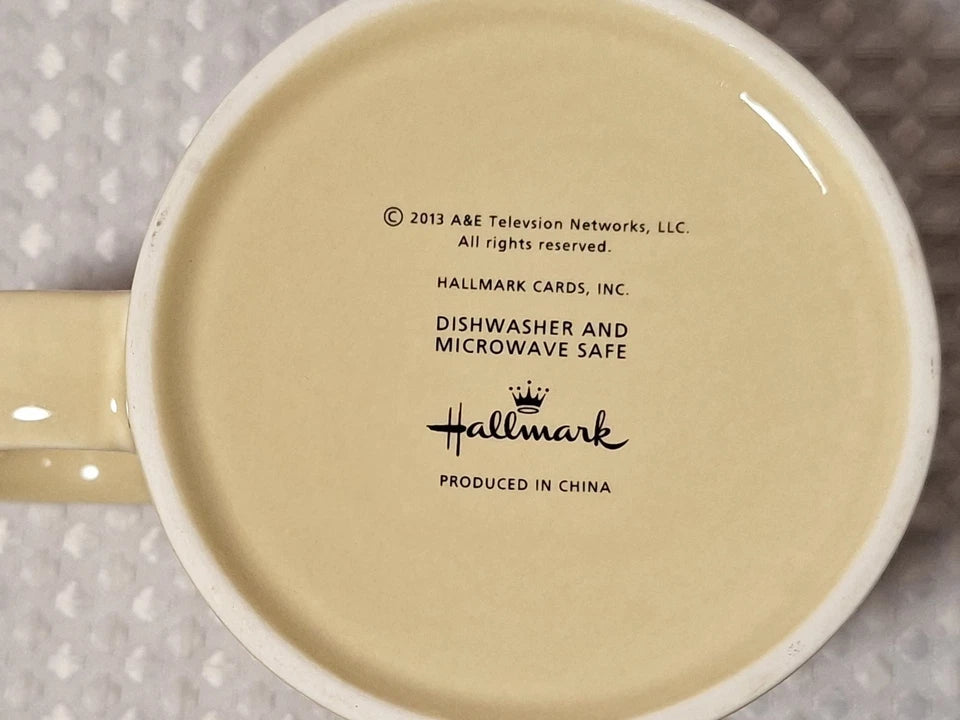 © 2013 A&E Televsion Networks, LLC.
All rights reserved.
HALLMARK CARDS, INC.
DISHWASHER AND
MICROWAVE SAFE
Hallmark
PRODUCED IN CHINA